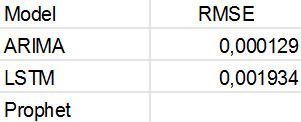 Model RMSE
ARIMA 0,000129
LSTM 0,001934
Prophet